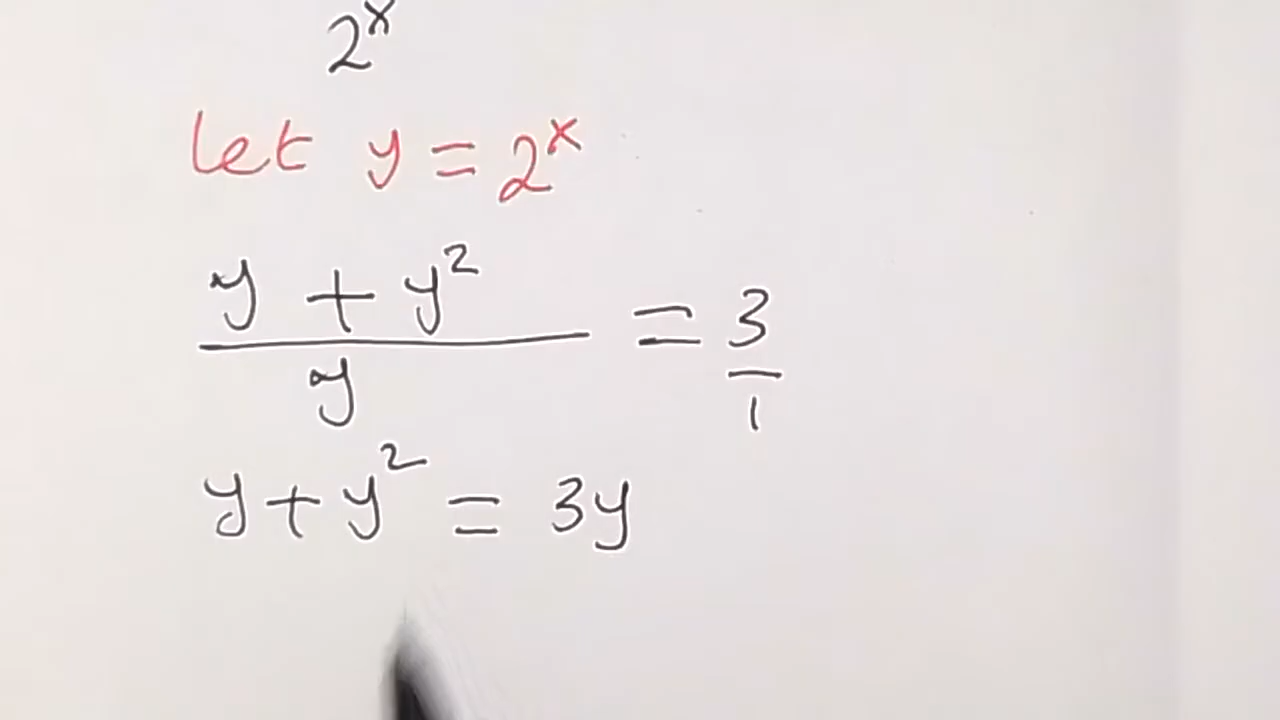 2^x
let y = 2^x
(y + y^2)/y = 3/1
y + y^2 = 3y